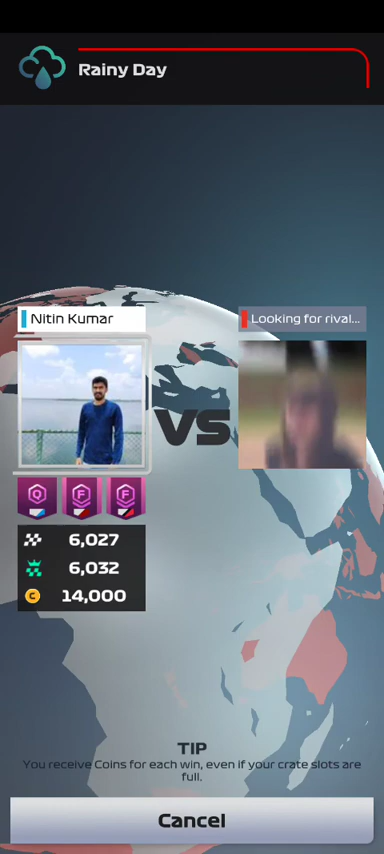 Rainy Day
Nitin Kumar
Looking for rival...
VS
Q F F
6,027
6,032
C 14,000
TIP
You receive Coins for each win, even if your crate slots are
full.
Cancel